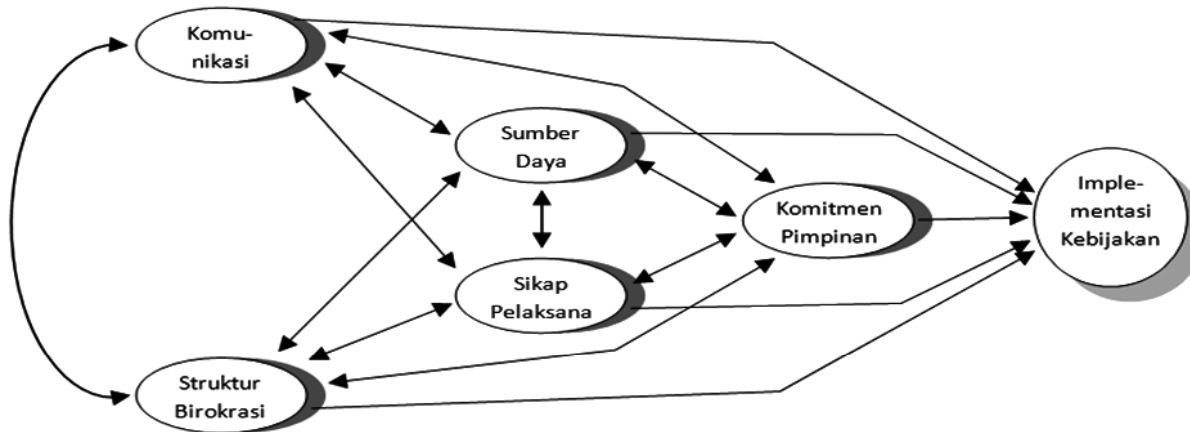 Komu-
nikasi
Sumber
Daya
Komitmen
Pimpinan
Imple-
mentasi
Kebijakan
Sikap
Pelaksana
Struktur
Birokrasi